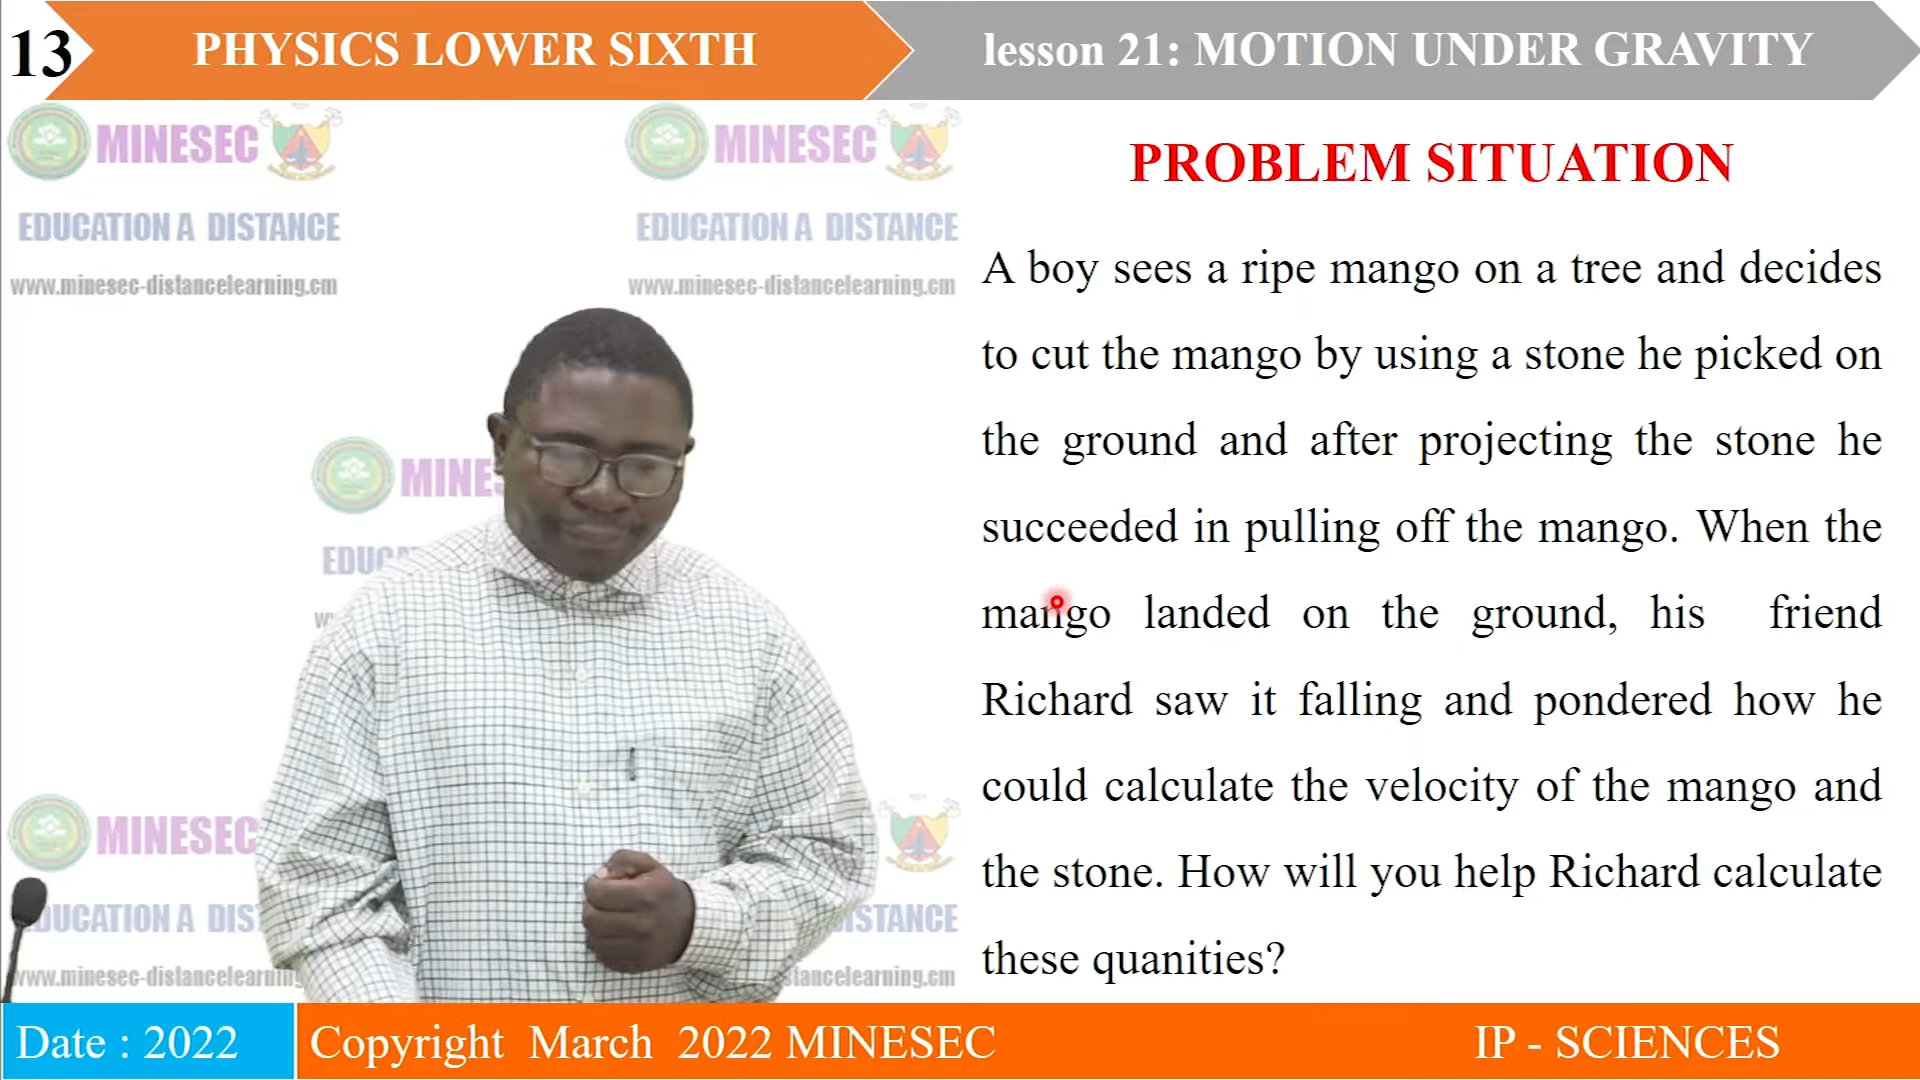 13
PHYSICS LOWER SIXTH
lesson 21: MOTION UNDER GRAVITY
MINESEC
EDUCATION A DISTANCE
www.minesec-distancelearning.cm
MINESEC
EDUCATION A DISTANCE
www.minesec-distancelearning.cm
PROBLEM SITUATION
A boy sees a ripe mango on a tree and decides
to cut the mango by using a stone he picked on
the ground and after projecting the stone he
succeeded in pulling off the mango. When the
mango landed on the ground, his friend
Richard saw it falling and pondered how he
could calculate the velocity of the mango and
the stone. How will you help Richard calculate
these quanities?
MINESEC
Date : 2022
Copyright March 2022 MINESEC
IP - SCIENCES